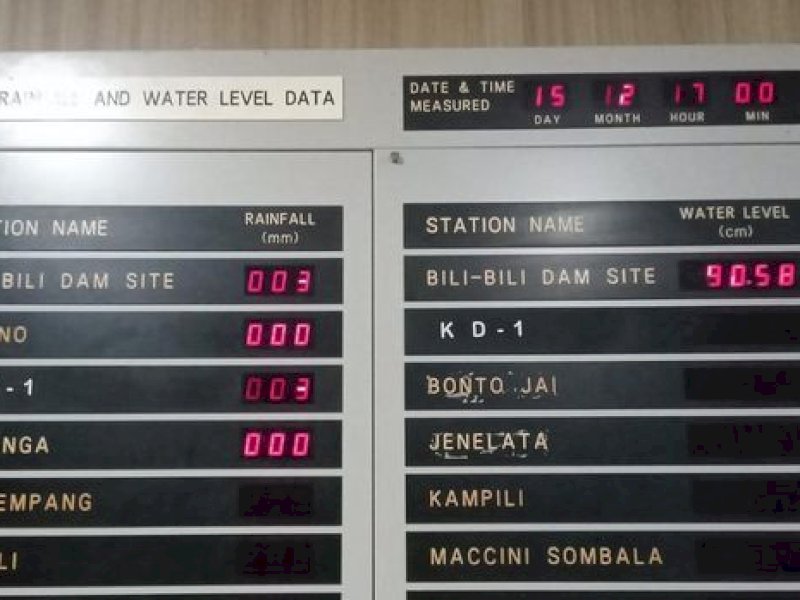 AND WATER LEVEL DATA
DATE & TIME
MEASURED
15 12 17 00
DAY MONTH HOUR MIN
TION NAME
RAINFALL
(mm)
BILI DAM SITE 003
NO 000
-1 003
NGA 000
EMPANG
LI
STATION NAME
WATER LEVEL
(cm)
BILI-BILI DAM SITE 90.58
KD-1
BONTO JAI
JENELATA
KAMPILI
MACCINI SOMBALA